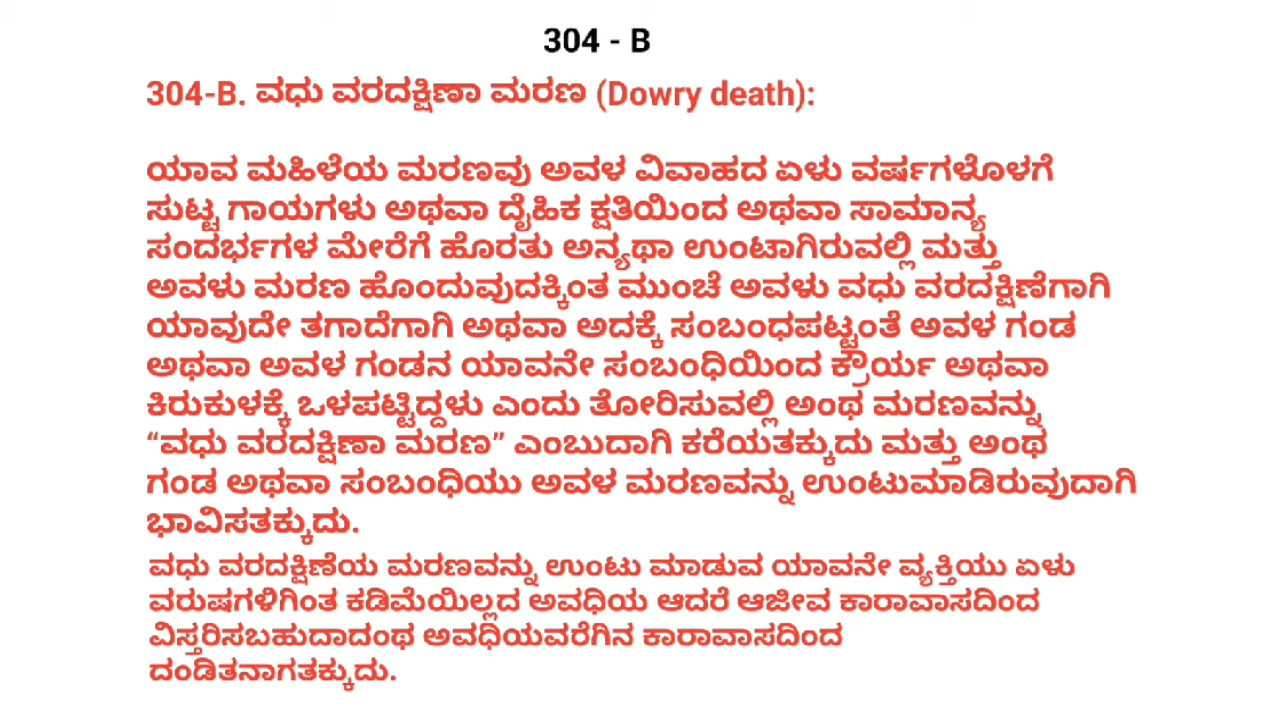 304 - B
304-B. ವಧು ವರದಕ್ಷಿಣಾ ಮರಣ (Dowry death):
ಯಾವ ಮಹಿಳೆಯ ಮರಣವು ಅವಳ ವಿವಾಹದ ಏಳು ವರ್ಷಗಳೊಳಗೆ
ಸುಟ್ಟ ಗಾಯಗಳು ಅಥವಾ ದೈಹಿಕ ಕ್ಷತಿಯಿಂದ ಅಥವಾ ಸಾಮಾನ್ಯ
ಸಂದರ್ಭಗಳ ಮೇರೆಗೆ ಹೊರತು ಅನ್ಯಥಾ ಉಂಟಾಗಿರುವಲ್ಲಿ ಮತ್ತು
ಅವಳು ಮರಣ ಹೊಂದುವುದಕ್ಕಿಂತ ಮುಂಚೆ ಅವಳು ವಧು ವರದಕ್ಷಿಣೆಗಾಗಿ
ಯಾವುದೇ ತಗಾದೆಗಾಗಿ ಅಥವಾ ಅದಕ್ಕೆ ಸಂಬಂಧಪಟ್ಟಂತೆ ಅವಳ ಗಂಡ
ಅಥವಾ ಅವಳ ಗಂಡನ ಯಾವನೇ ಸಂಬಂಧಿಯಿಂದ ಕ್ರೌರ್ಯ ಅಥವಾ
ಕಿರುಕುಳಕ್ಕೆ ಒಳಪಟ್ಟಿದ್ದಳು ಎಂದು ತೋರಿಸುವಲ್ಲಿ ಅಂಥ ಮರಣವನ್ನು
“ವಧು ವರದಕ್ಷಿಣಾ ಮರಣ” ಎಂಬುದಾಗಿ ಕರೆಯತಕ್ಕುದು ಮತ್ತು ಅಂಥ
ಗಂಡ ಅಥವಾ ಸಂಬಂಧಿಯು ಅವಳ ಮರಣವನ್ನು ಉಂಟುಮಾಡಿರುವುದಾಗಿ
ಭಾವಿಸತಕ್ಕುದು.
ವಧು ವರದಕ್ಷಿಣೆಯ ಮರಣವನ್ನು ಉಂಟು ಮಾಡುವ ಯಾವನೇ ವ್ಯಕ್ತಿಯು ಏಳು
ವರುಷಗಳಿಗಿಂತ ಕಡಿಮೆಯಿಲ್ಲದ ಅವಧಿಯ ಆದರೆ ಆಜೀವ ಕಾರಾವಾಸದಿಂದ
ವಿಸ್ತರಿಸಬಹುದಾದಂಥ ಅವಧಿಯವರೆಗಿನ ಕಾರಾವಾಸದಿಂದ
ದಂಡಿತನಾಗತಕ್ಕುದು.